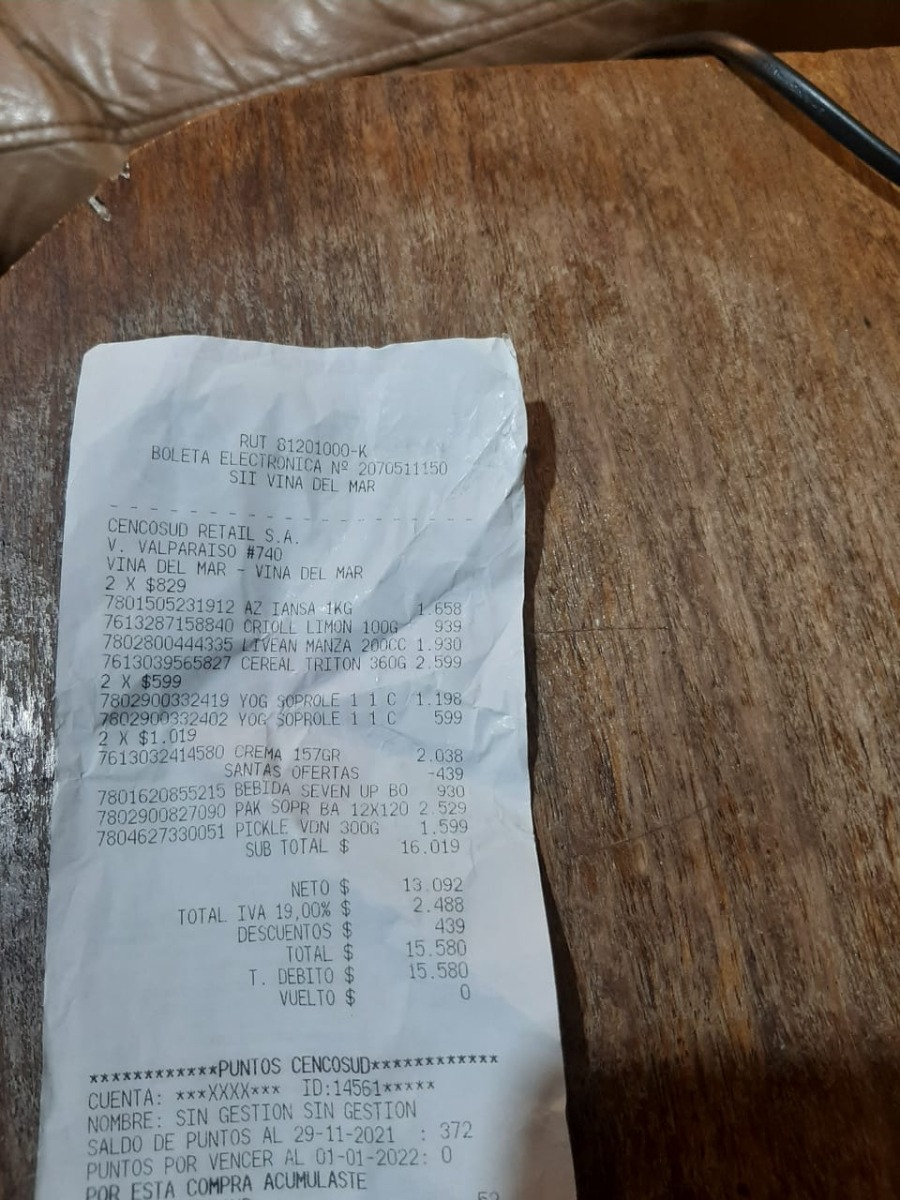 RUT 81201000-K
BOLETA ELECTRONICA Nº 2070511150
SII VINA DEL MAR
- - - - - - - - - - - - - - - - - - - - - - - - - -
CENCOSUD RETAIL S.A.
V. VALPARAISO #740
VINA DEL MAR - VINA DEL MAR
2 X $829
7801505231912 AZ IANSA 1KG 1.658
7613287158840 CRIOLL LIMON 100G 939
7802800444335 LIVEAN MANZA 200CC 1.930
7613039565827 CEREAL TRITON 360G 2.599
2 X $599
7802900332419 YOG SOPROLE 1 1 C 1.198
7802900332402 YOG SOPROLE 1 1 C 599
2 X $1.019
7613032414580 CREMA 157GR 2.038
SANTAS OFERTAS -439
7801620855215 BEBIDA SEVEN UP BO 930
7802900827090 PAK SOPR BA 12X120 2.529
7804627330051 PICKLE VDN 300G 1.599
SUB TOTAL $ 16.019
NETO $ 13.092
TOTAL IVA 19,00% $ 2.488
DESCUENTOS $ 439
TOTAL $ 15.580
T. DEBITO $ 15.580
VUELTO $ 0
************PUNTOS CENCOSUD************
CUENTA: ***XXXX*** ID:14561*****
NOMBRE: SIN GESTION SIN GESTION
SALDO DE PUNTOS AL 29-11-2021 : 372
PUNTOS POR VENCER AL 01-01-2022: 0
POR ESTA COMPRA ACUMULASTE